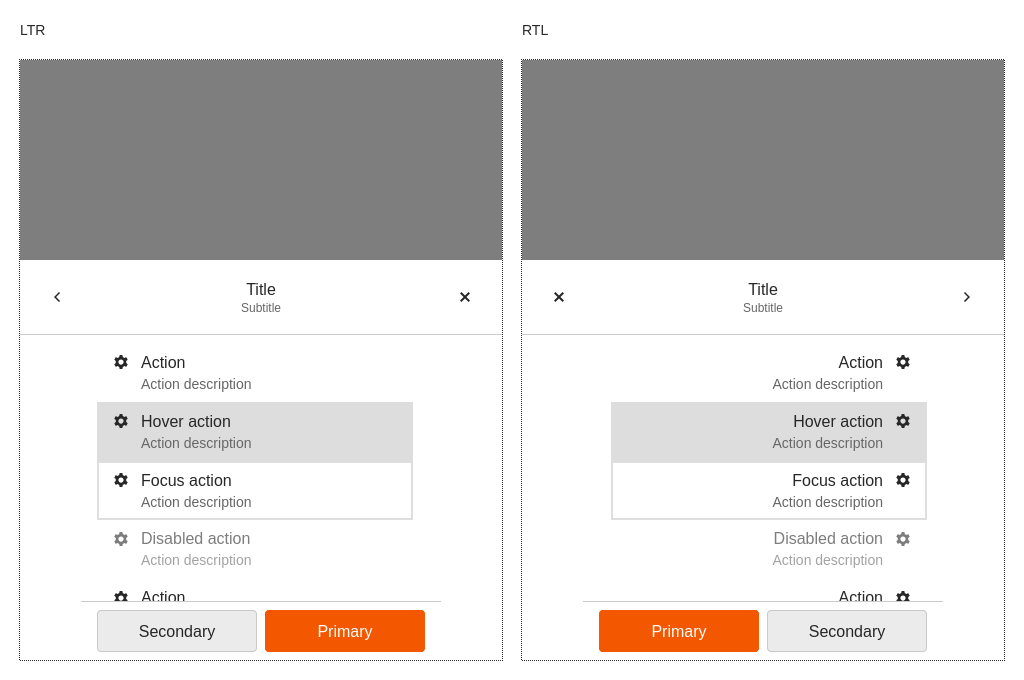 LTR
Title
Subtitle
Action
Action description
Hover action
Action description
Focus action
Action description
Disabled action
Action description
Action
Secondary
Primary
RTL
Title
Subtitle
Action
Action description
Hover action
Action description
Focus action
Action description
Disabled action
Action description
Action
Primary
Secondary